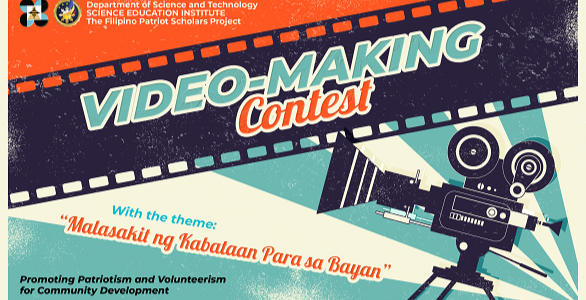 Department of Science and Technology
SCIENCE EDUCATION INSTITUTE
The Filipino Patriot Scholars Project
VIDEO-MAKING
Contest
With the theme:
“Malasakit ng Kabataan Para sa Bayan”
Promoting Patriotism and Volunteerism
for Community Development